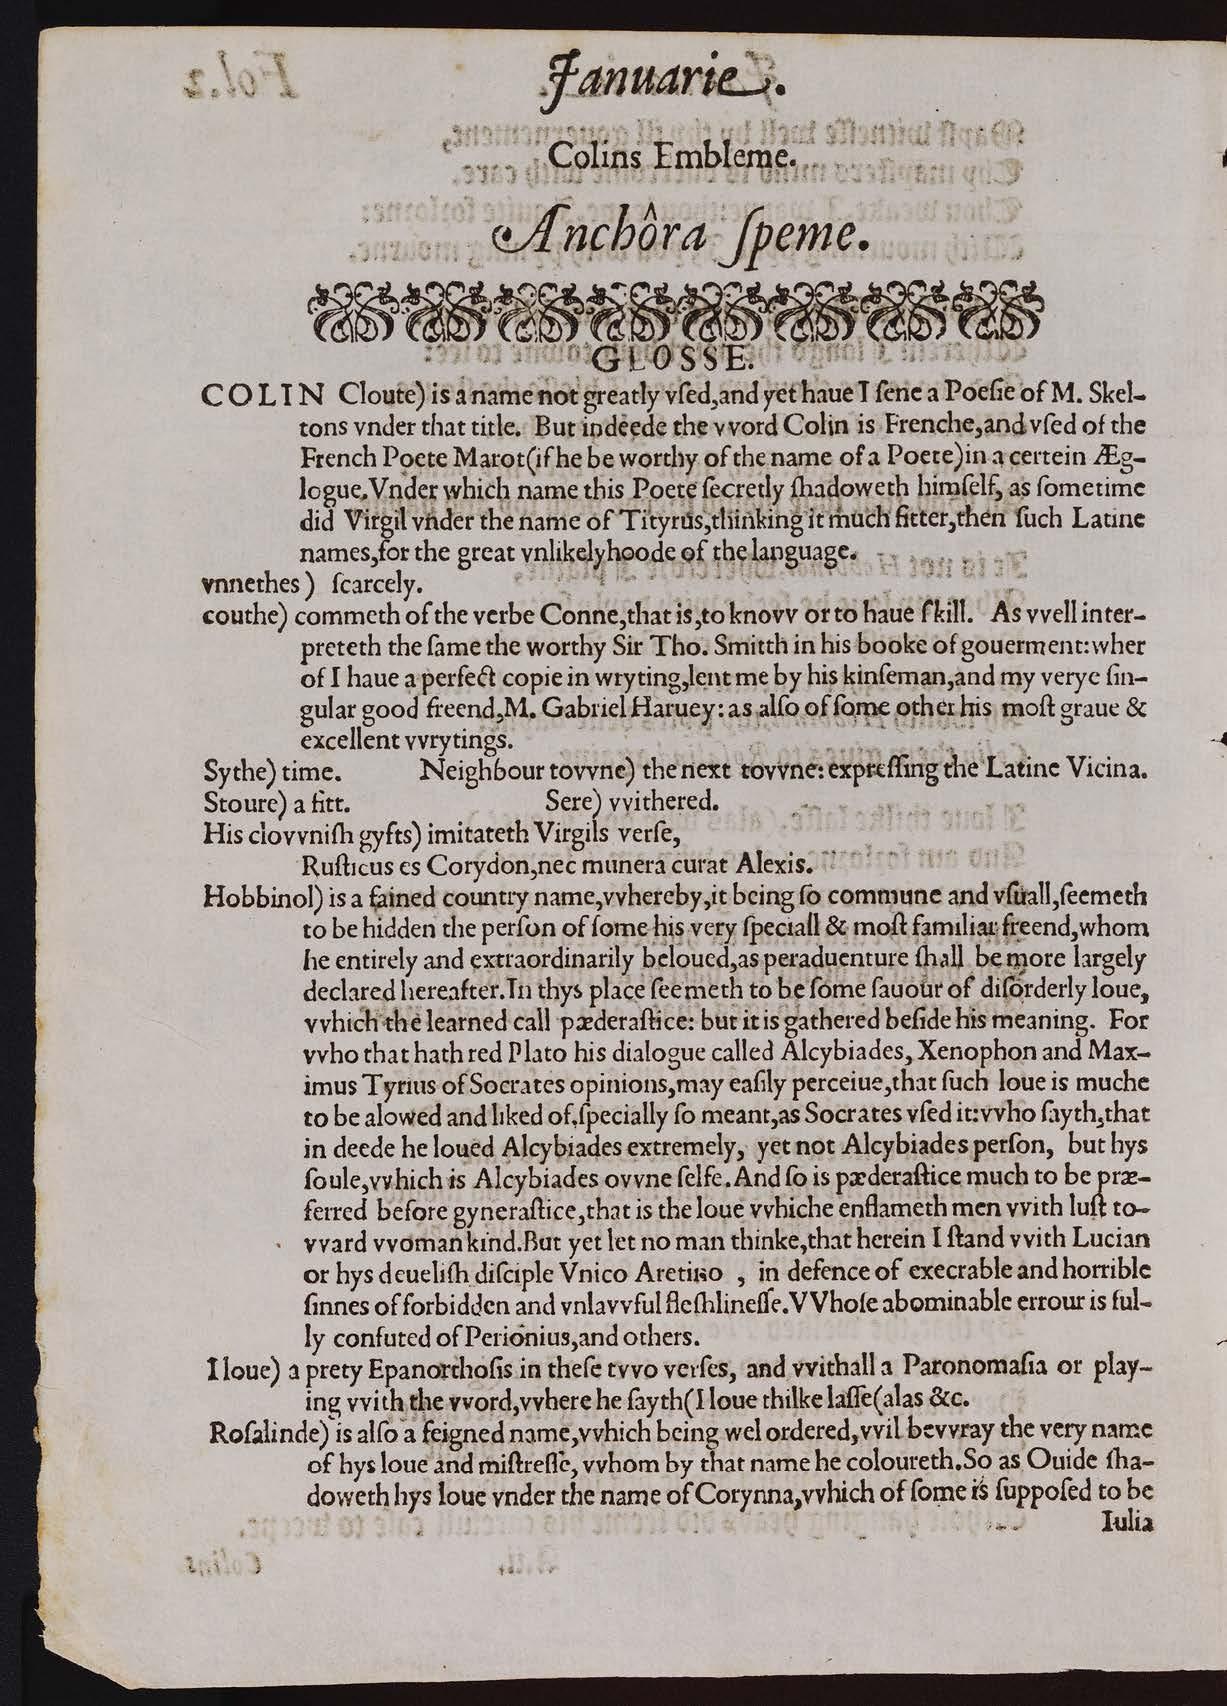 Januarie.
Colins Embleme.
Anchôra ſpeme.
GLOSSE.
COLIN Cloute) is a name not greatly vſed,and yet haue I ſene a Poeſie of M. Skel-
tons vnder that title. But indeede the vvord Colin is Frenche,and vſed of the
French Poete Marot(if he be worthy of the name of a Poete)in a certein Æg-
logue.Vnder which name this Poete ſecretly ſhadoweth himſelf, as ſometime
did Virgil vnder the name of Tityrus,thinking it much fitter,then ſuch Latine
names,for the great vnlikelyhoode of the language.
vnnethes) ſcarcely.
couthe) commeth of the verbe Conne,that is,to knovv or to haue ſkill. As vvell inter-
preteth the ſame the worthy Sir Tho. Smitth in his booke of gouerment:wher
of I haue a perfect copie in wryting,lent me by his kinſeman,and my verye ſin-
gular good freend,M. Gabriel Haruey: as alſo of ſome other his moſt graue &
excellent vvrytings.
Sythe) time. Neighbour tovvne) the next tovvne: expreſſing the Latine Vicina.
Stoure) a fitt. Sere) vvithered.
His clovvniſh gyfts) imitateth Virgils verſe,
Ruſticus es Corydon,nec munera curat Alexis.
Hobbinol) is a fained country name,vvhereby,it being ſo commune and vſuall,ſeemeth
to be hidden the perſon of ſome his very ſpeciall & moſt familiar freend,whom
he entirely and extraordinarily beloued,as peraduenture ſhall be more largely
declared hereafter.In thys place ſeemeth to be ſome ſauour of diſorderly loue,
vvhich the learned call pæderaſtice: but it is gathered beſide his meaning. For
vvho that hath red Plato his dialogue called Alcybiades, Xenophon and Max-
imus Tyrius of Socrates opinions,may eaſily perceiue,that ſuch loue is muche
to be alowed and liked of,ſpecially ſo meant,as Socrates vſed it:vvho ſayth,that
in deede he loued Alcybiades extremely, yet not Alcybiades perſon, but hys
ſoule,vvhich is Alcybiades ovvne ſelfe.And ſo is pæderaſtice much to be præ-
ferred before gyneraſtice,that is the loue vvhiche enflameth men vvith luſt to-
vvard vvoman kind.But yet let no man thinke,that herein I ſtand vvith Lucian
or hys deueliſh diſciple Vnico Aretino , in defence of execrable and horrible
ſinnes of forbidden and vnlavvful fleſhlineſſe.VVhoſe abominable errour is ful-
ly confuted of Perionius,and others.
I loue) a prety Epanorthoſis in theſe tvvo verſes, and vvithall a Paronomaſia or play-
ing vvith the vvord,vvhere he ſayth(I loue thilke laſſe(alas &c.
Roſalinde) is alſo a feigned name,vvhich being wel ordered,vvil bevvray the very name
of hys loue and miſtreſſe, vvhom by that name he coloureth.So as Ouide ſha-
doweth hys loue vnder the name of Corynna,vvhich of ſome is ſuppoſed to be
Iulia